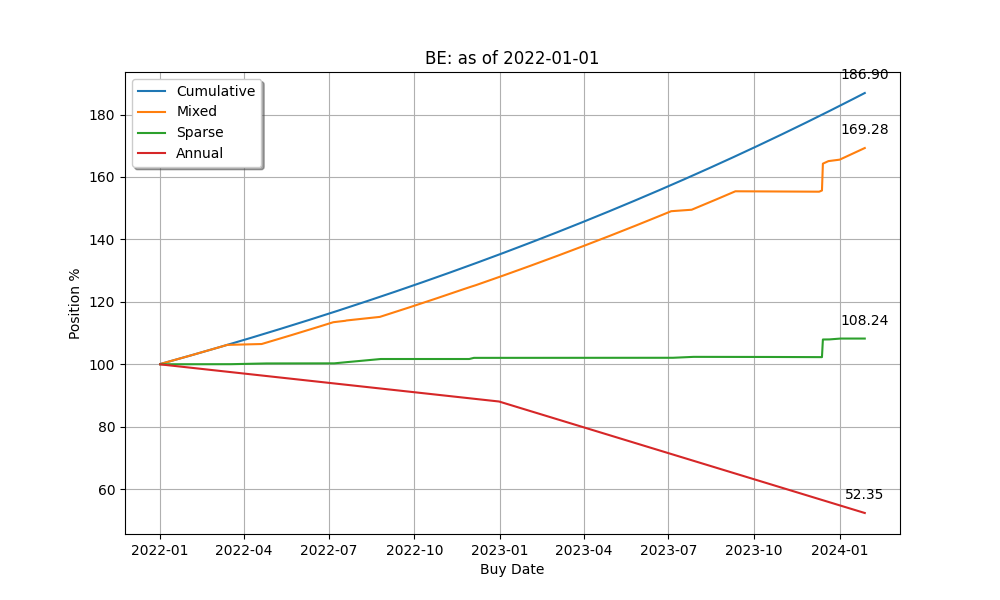 BE: as of 2022-01-01
Cumulative
Mixed
Sparse
Annual
186.90
169.28
108.24
52.35
Position %
180
160
140
120
100
80
60
2022-01 2022-04 2022-07 2022-10 2023-01 2023-04 2023-07 2023-10 2024-01
Buy Date